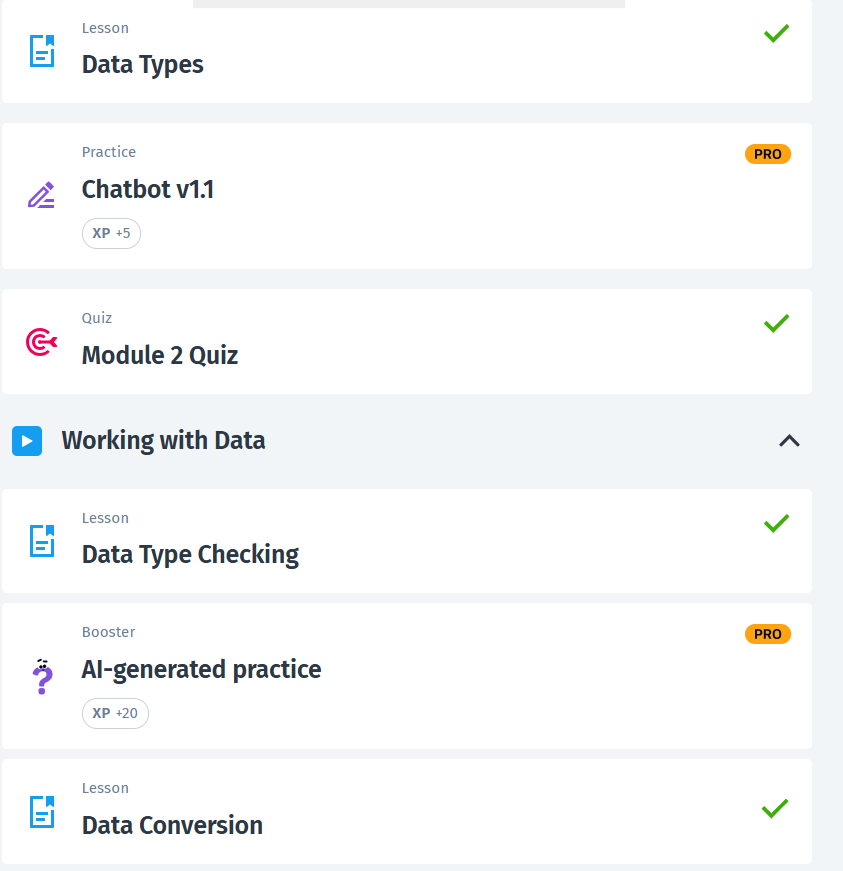 Lesson
Data Types
Practice
PRO
Chatbot v1.1
XP +5
Quiz
Module 2 Quiz
Working with Data
Lesson
Data Type Checking
Booster
PRO
AI-generated practice
XP +20
Lesson
Data Conversion